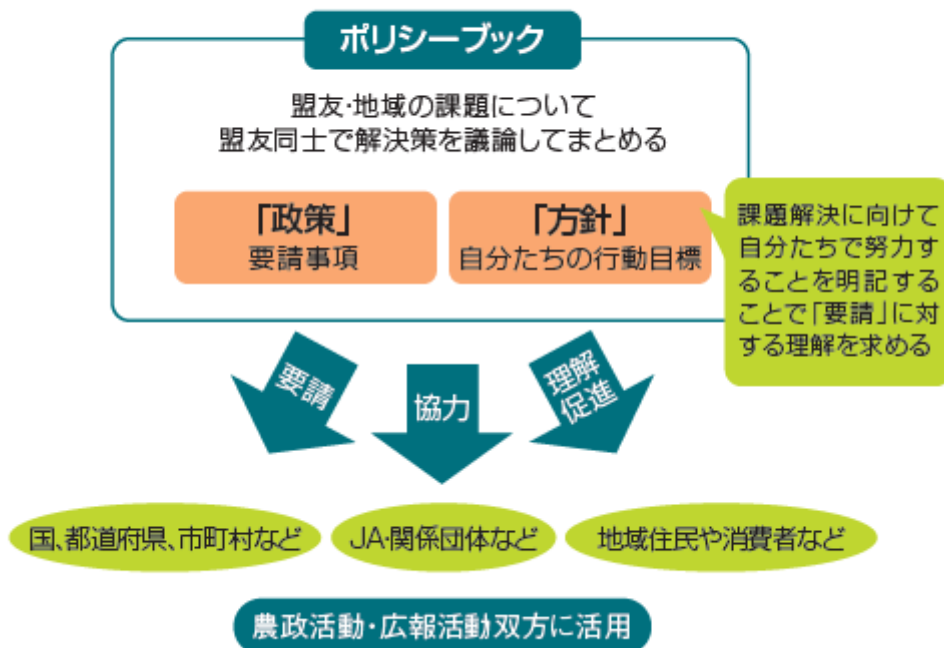 ポリシーブック
盟友・地域の課題について
盟友同士で解決策を議論してまとめる
「政策」
要請事項
「方針」
自分たちの行動目標
課題解決に向けて
自分たちで努力す
ることを明記する
ことで「要請」に対
する理解を求める
要請
協力
理解
促進
国、都道府県、市町村など
JA・関係団体など
地域住民や消費者など
農政活動・広報活動双方に活用